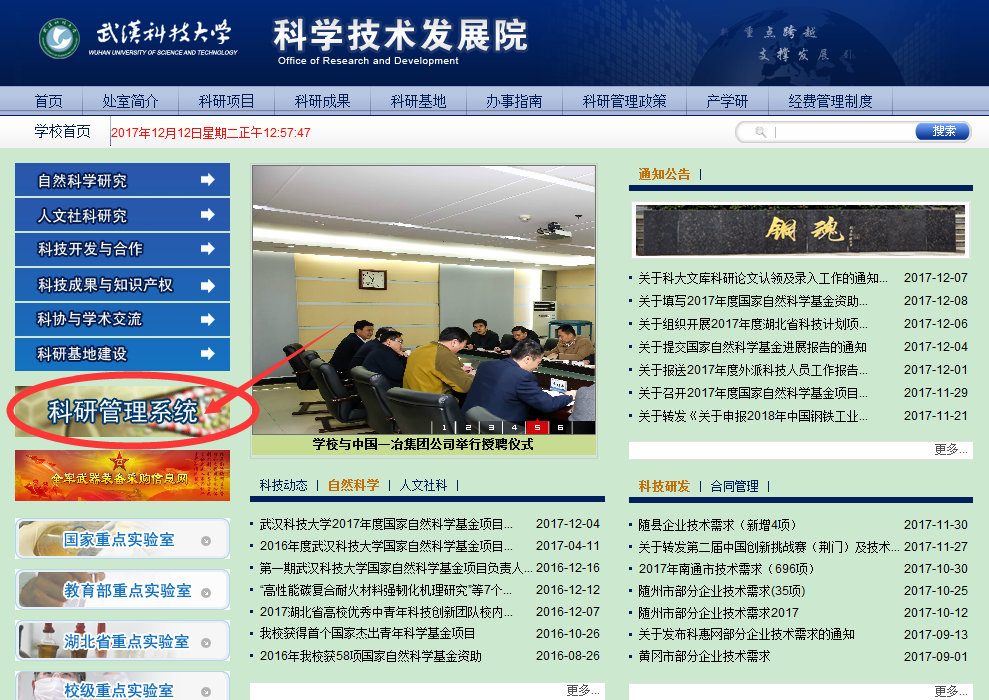 武汉科技大学
WUHAN UNIVERSITY OF SCIENCE AND TECHNOLOGY
科学技术发展院
Office of Research and Development
重点跨越
支撑发展
首页 处室简介 科研项目 科研成果 科研基地 办事指南 科研管理政策 产学研 经费管理制度
学校首页 2017年12月12日星期二正午12:57:47 搜索
自然科学研究
人文社科研究
科技开发与合作
科技成果与知识产权
科协与学术交流
科研基地建设
科研管理系统
全军武器装备采购信息网
国家重点实验室
教育部重点实验室
湖北省重点实验室
校级重点实验室
1 2 3 4 5 6
学校与中国一冶集团公司举行授聘仪式
科技动态 | 自然科学 | 人文社科 |
武汉科技大学2017年度国家自然科学基金项目... 2017-12-04
2016年度武汉科技大学国家自然科学基金项目... 2017-04-11
第一期武汉科技大学国家自然科学基金项目负责人... 2016-12-16
“高性能碳复合耐火材料强韧化机理研究”等7个... 2016-12-12
2017湖北省高校优秀中青年科技创新团队校内... 2016-12-07
我校获得首个国家杰出青年科学基金项目 2016-10-26
2016年我校获58项国家自然科学基金资助 2016-08-26
更多...
通知公告 |
钢魂
关于科大文库科研论文认领及录入工作的通知... 2017-12-07
关于填写2017年度国家自然科学基金资助... 2017-12-08
关于组织开展2017年度湖北省科技计划项... 2017-12-06
关于提交国家自然科学基金进展报告的通知 2017-12-04
关于报送2017年度外派科技人员工作报告... 2017-12-01
关于召开2017年度国家自然科学基金项目... 2017-11-29
关于转发《关于申报2018年中国钢铁工业... 2017-11-21
更多...
科技研发 | 合同管理 |
随县企业技术需求（新增4项） 2017-11-30
关于转发第二届中国创新挑战赛（荆门）及技术... 2017-11-27
2017年南通市技术需求（696项） 2017-10-30
随州市部分企业技术需求(35项) 2017-10-25
随州市部分企业技术需求2017 2017-10-12
关于发布科惠网部分企业技术需求的通知 2017-09-13
黄冈市部分企业技术需求 2017-09-01
更多...